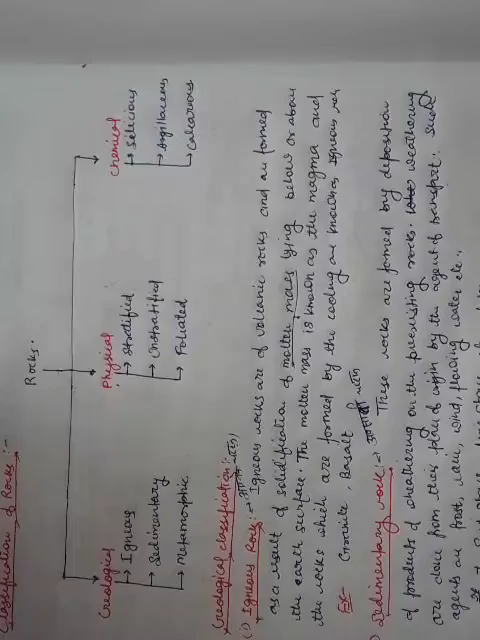 Classification of Rocks :-
Rocks.
Geological
Physical
Chemical
→ Igneous
→ Stratified
→ Silicious
→ Sedimentary
→ Unstratified
→ Argillaceous
→ Metamorphic
→ Foliated
→ Calcarious
Geological classification :-
(i) Igneous Rock :→ Igneous rocks are of volcanic rocks and are formed
as a result of solidification of molten mass lying below or above
the earth surface. The molten mass is known as the magma and
the rocks which are formed by the cooling are known as Igneous
Ex- Granite, Basalt
Sedimentary rock :→ These rocks are formed by deposition
of products of weathering on the preexisting rocks. weathering
are done from their place of origin by the agent of transport. Such
agents are frost, rain, wind, flowing water etc.